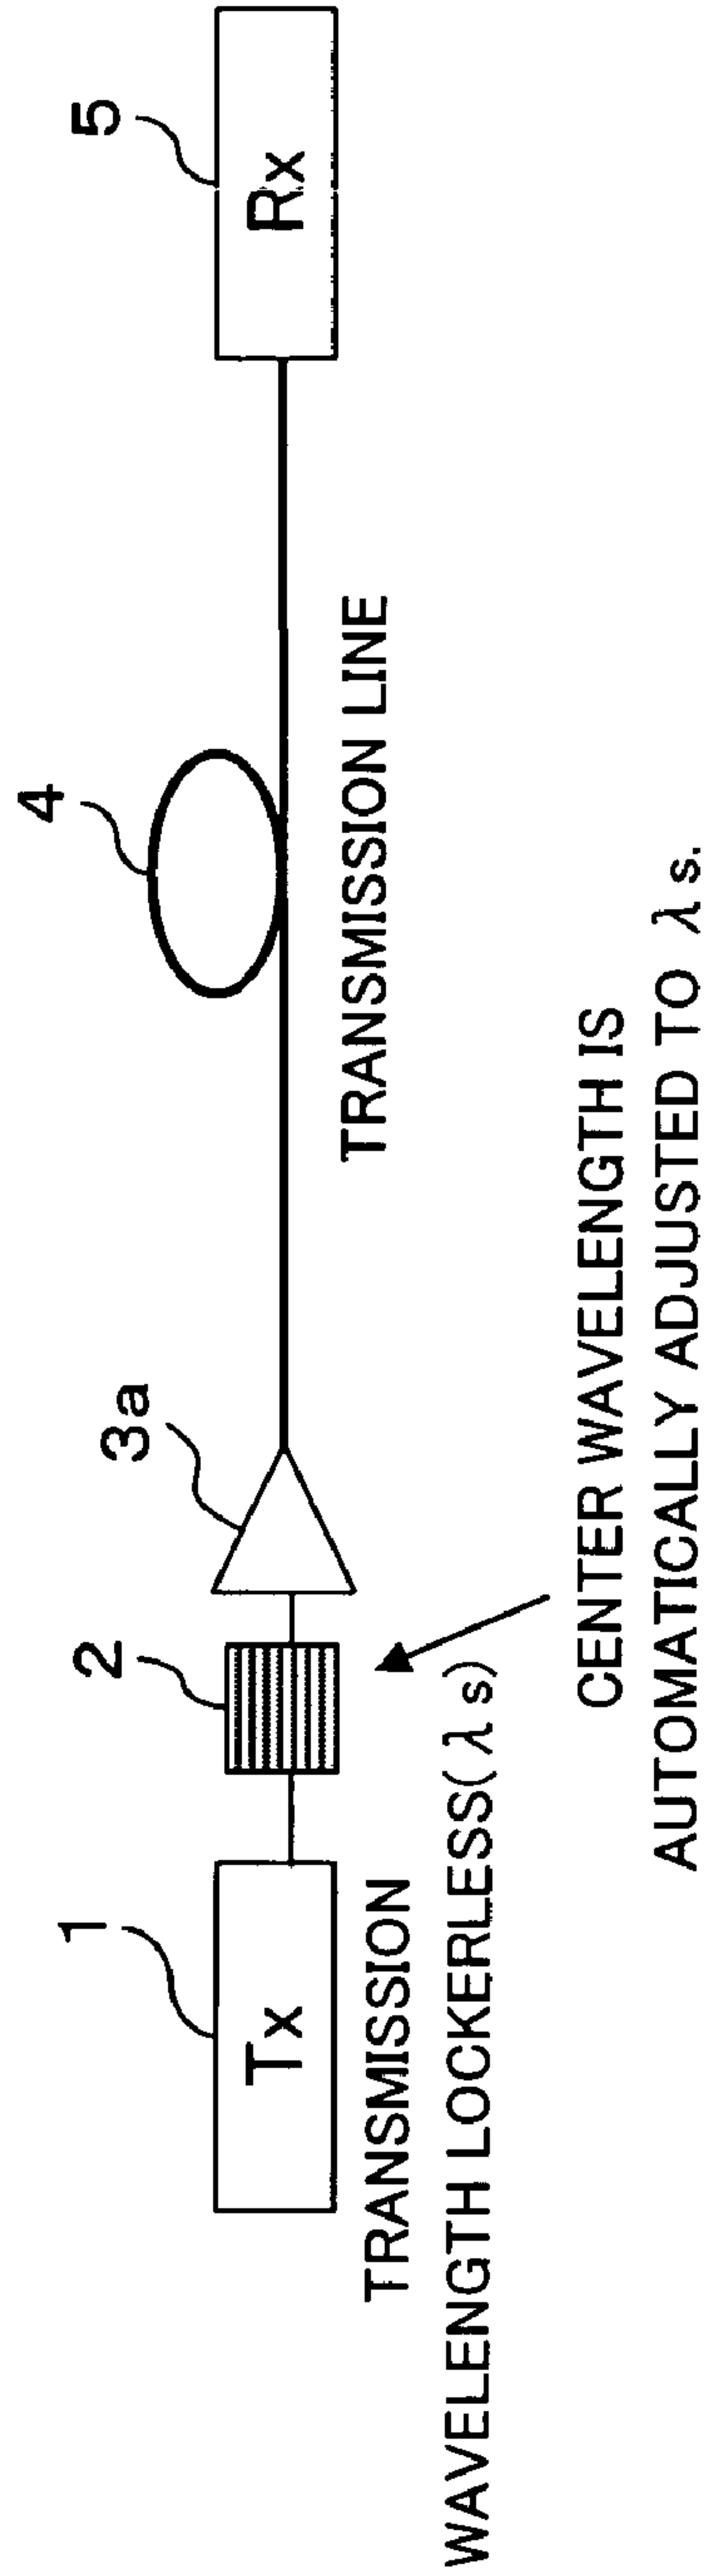 1
2
3a
4
5
Tx
Rx
TRANSMISSION
WAVELENGTH LOCKERLESS(λs)
TRANSMISSION LINE
CENTER WAVELENGTH IS
AUTOMATICALLY ADJUSTED TO λs.